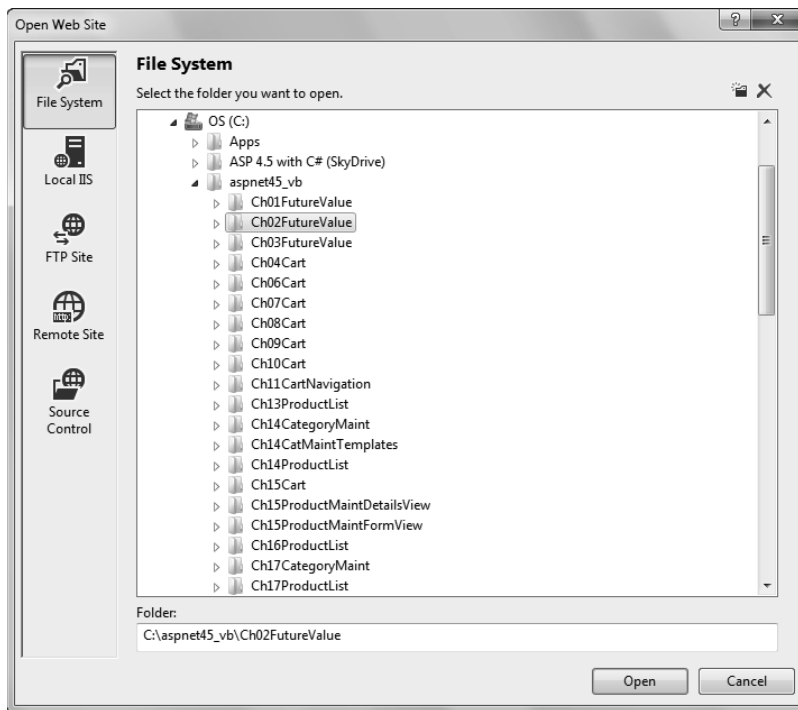 Open Web Site
File System
Local IIS
FTP Site
Remote Site
Source
Control
File System
Select the folder you want to open.
OS (C:)
Apps
ASP 4.5 with C# (SkyDrive)
aspnet45_vb
Ch01FutureValue
Ch02FutureValue
Ch03FutureValue
Ch04Cart
Ch06Cart
Ch07Cart
Ch08Cart
Ch09Cart
Ch10Cart
Ch11CartNavigation
Ch13ProductList
Ch14CategoryMaint
Ch14CatMaintTemplates
Ch14ProductList
Ch15Cart
Ch15ProductMaintDetailsView
Ch15ProductMaintFormView
Ch16ProductList
Ch17CategoryMaint
Ch17ProductList
Folder:
C:\aspnet45_vb\Ch02FutureValue
Open
Cancel